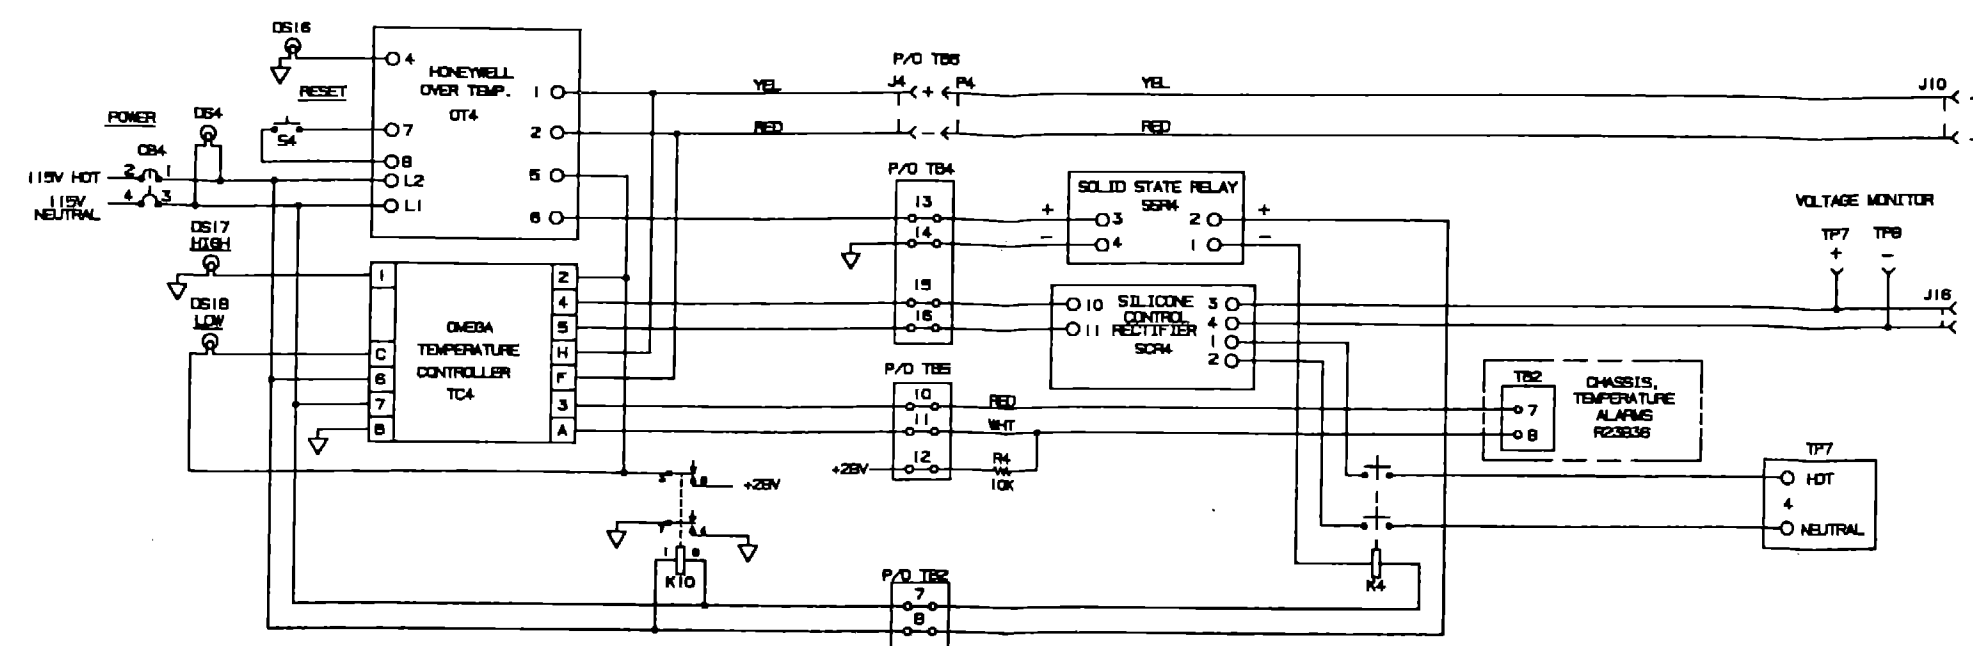 DS16
HONEYWELL
OVER TEMP.
OT4
4
7
8
L2
L1
1
2
5
6
RESET
S4
POWER
DS4
CB4
2
1
4
3
115V HOT
115V
NEUTRAL
DS17
HIGH
DS18
LOW
1
C
6
7
8
OMEGA
TEMPERATURE
CONTROLLER
TC4
2
4
5
H
F
3
A
YEL
RED
P/O TB6
J4
+
P4
-
YEL
RED
J10
P/O TB4
13
14
15
16
+
-
SOLID STATE RELAY
SSR4
3
4
2
1
+
-
10
11
SILICONE
CONTROL
RECTIFIER
SCR4
3
4
1
2
VOLTAGE MONITOR
TP7
+
TP8
-
J16
P/O TB5
10
11
12
RED
WHT
+28V
R4
10K
TB2
7
8
CHASSIS,
TEMPERATURE
ALARMS
R23836
TP7
HOT
4
NEUTRAL
+28V
1
8
K10
P/O TB2
7
8
K4